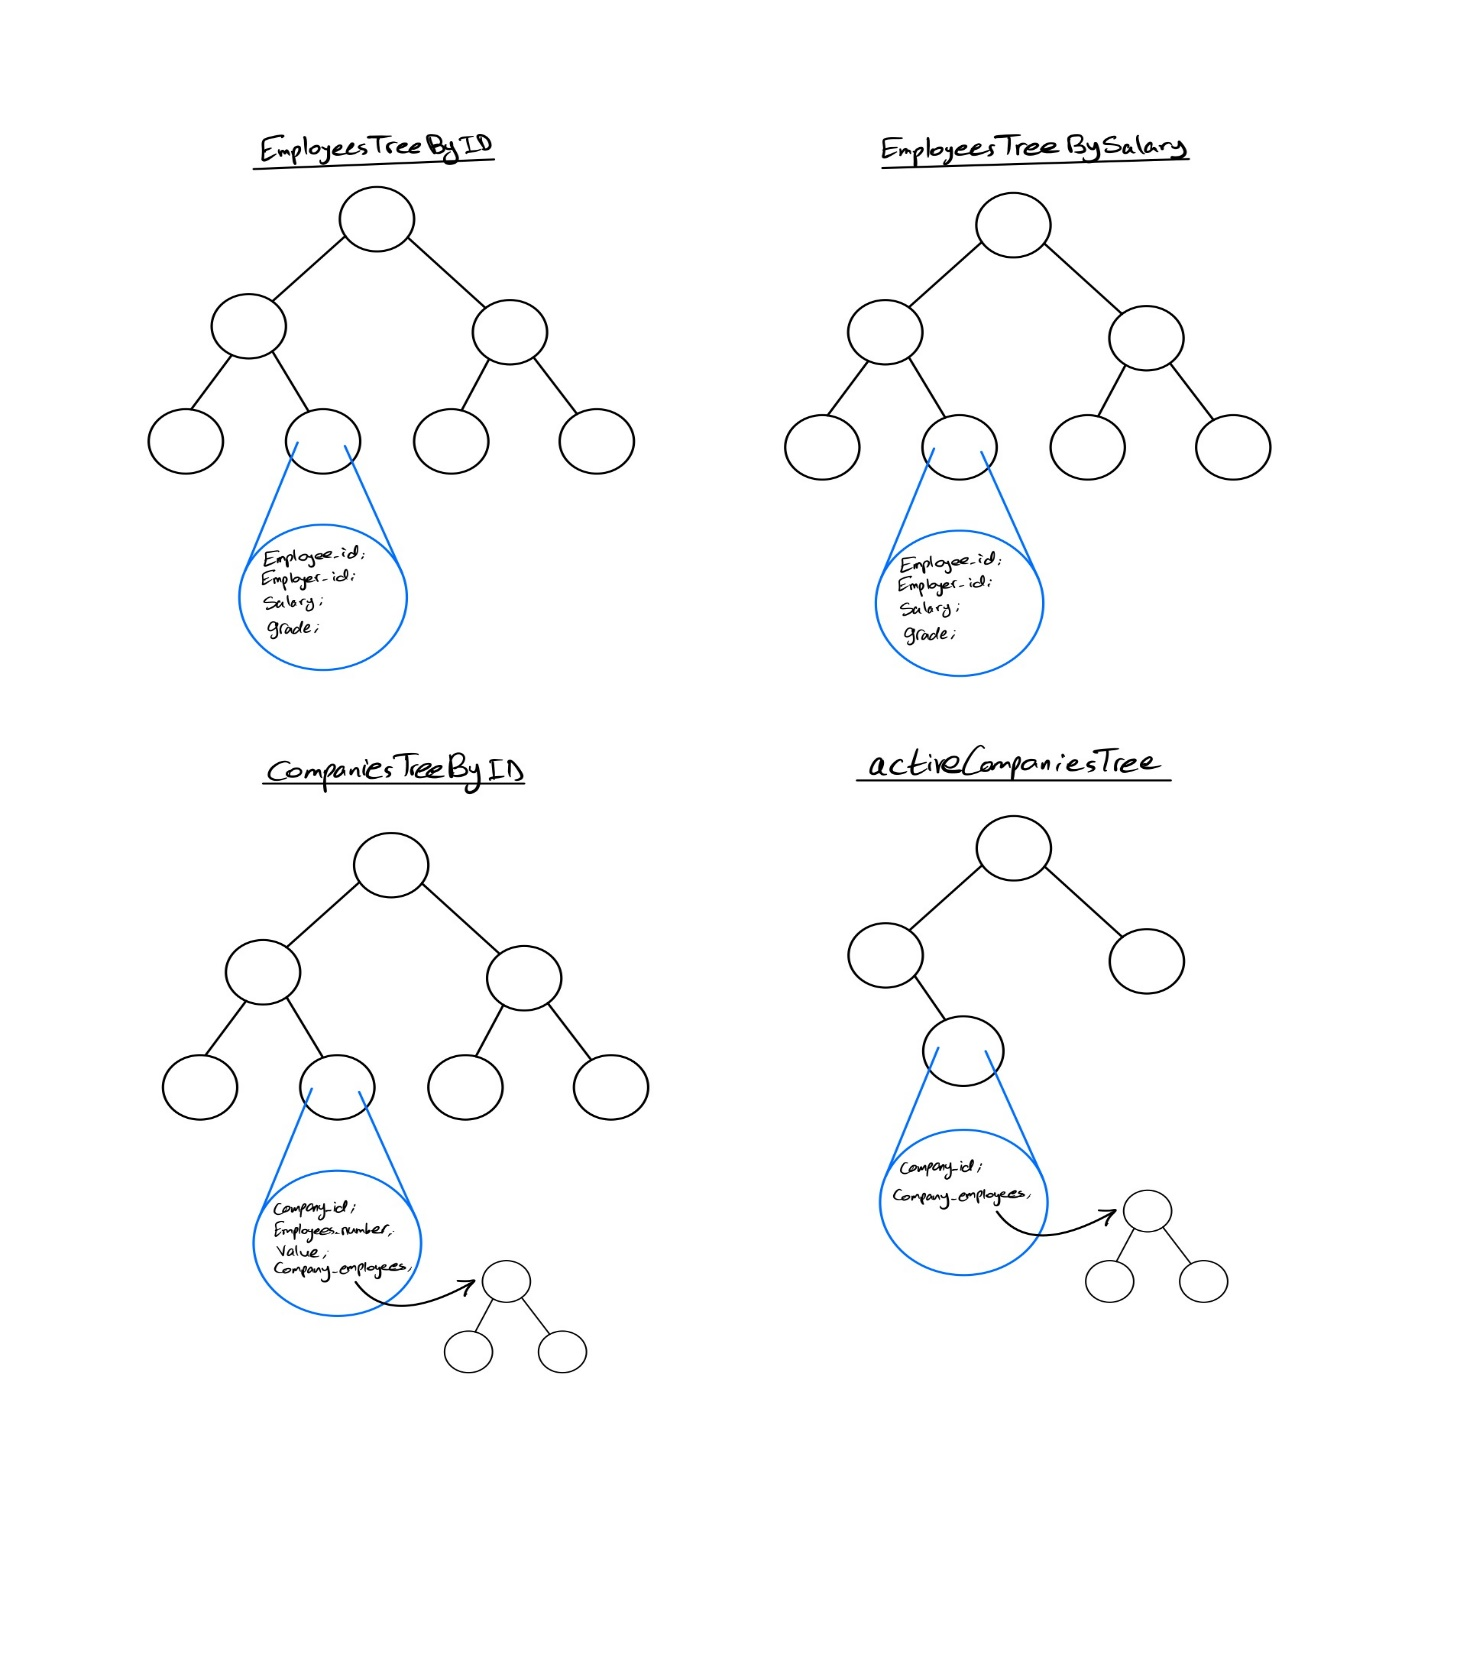 EmployeesTreeByID
EmployeesTreeBySalary
Employee_id;
Employer_id;
Salary;
grade;
Employee_id;
Employer_id;
Salary;
grade;
CompaniesTreeByID
activeCompaniesTree
Company_id;
Employees_number;
Value;
Company_employees;
Company_id;
Company_employees;